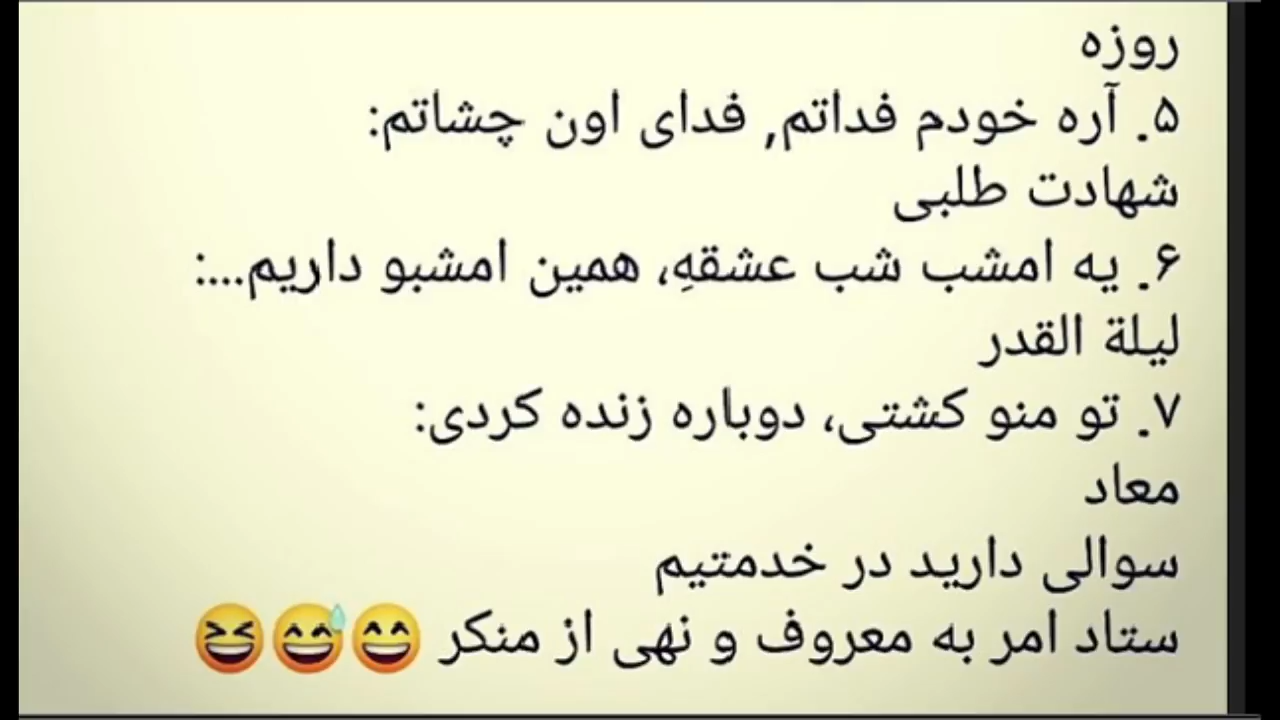 روزه
۵. آره خودم فداتم, فدای اون چشاتم:
شهادت طلبی
۶. یه امشب شب عشقهِ، همین امشبو داریم...:
لیلة القدر
۷. تو منو کشتی، دوباره زنده کردی:
معاد
سوالی دارید در خدمتیم
ستاد امر به معروف و نهی از منکر 😄😅😆